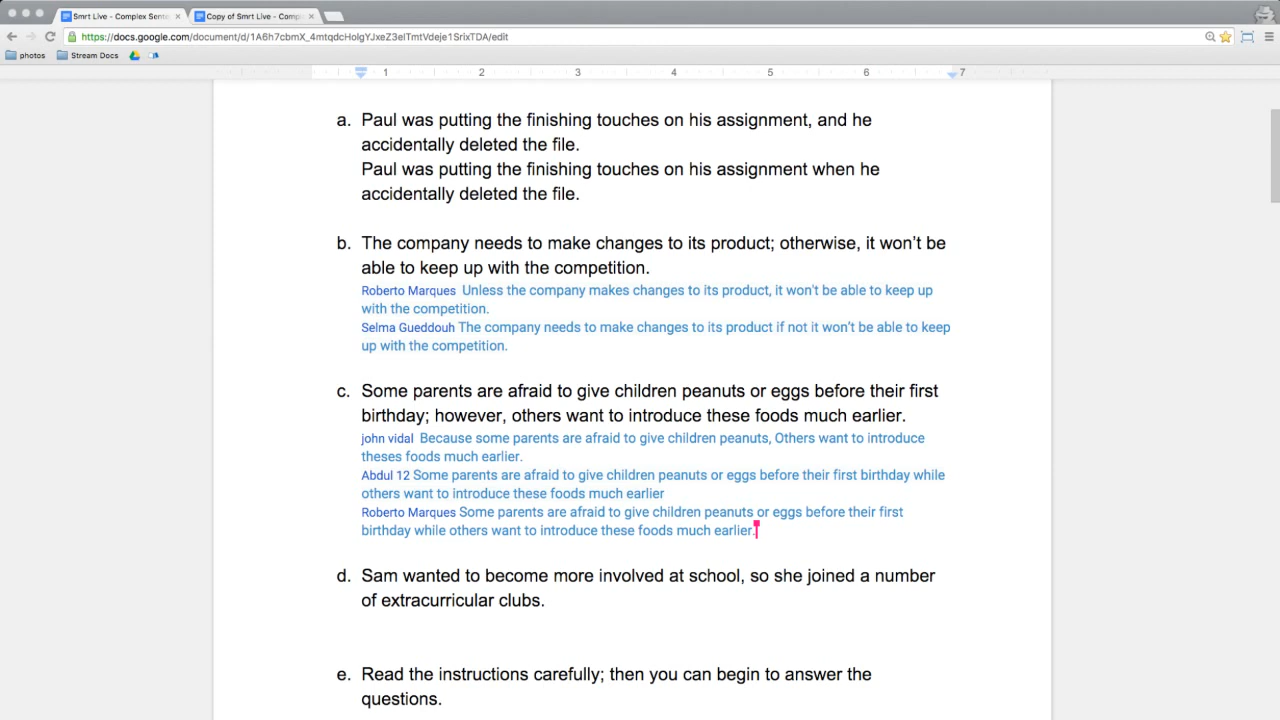 Smrt Live - Complex Sente
Copy of Smrt Live - Compl
https://docs.google.com/document/d/1A6h7cbmX_4mtqdcHolgYJxeZ3elTmtVdeje1SrixTDA/edit
photos
Stream Docs
1 2 3 4 5 6 7
a. Paul was putting the finishing touches on his assignment, and he
accidentally deleted the file.
Paul was putting the finishing touches on his assignment when he
accidentally deleted the file.
b. The company needs to make changes to its product; otherwise, it won’t be
able to keep up with the competition.
Roberto Marques Unless the company makes changes to its product, it won't be able to keep up
with the competition.
Selma Gueddouh The company needs to make changes to its product if not it won’t be able to keep
up with the competition.
c. Some parents are afraid to give children peanuts or eggs before their first
birthday; however, others want to introduce these foods much earlier.
john vidal Because some parents are afraid to give children peanuts, Others want to introduce
theses foods much earlier.
Abdul 12 Some parents are afraid to give children peanuts or eggs before their first birthday while
others want to introduce these foods much earlier
Roberto Marques Some parents are afraid to give children peanuts or eggs before their first
birthday while others want to introduce these foods much earlier.
d. Sam wanted to become more involved at school, so she joined a number
of extracurricular clubs.
e. Read the instructions carefully; then you can begin to answer the
questions.